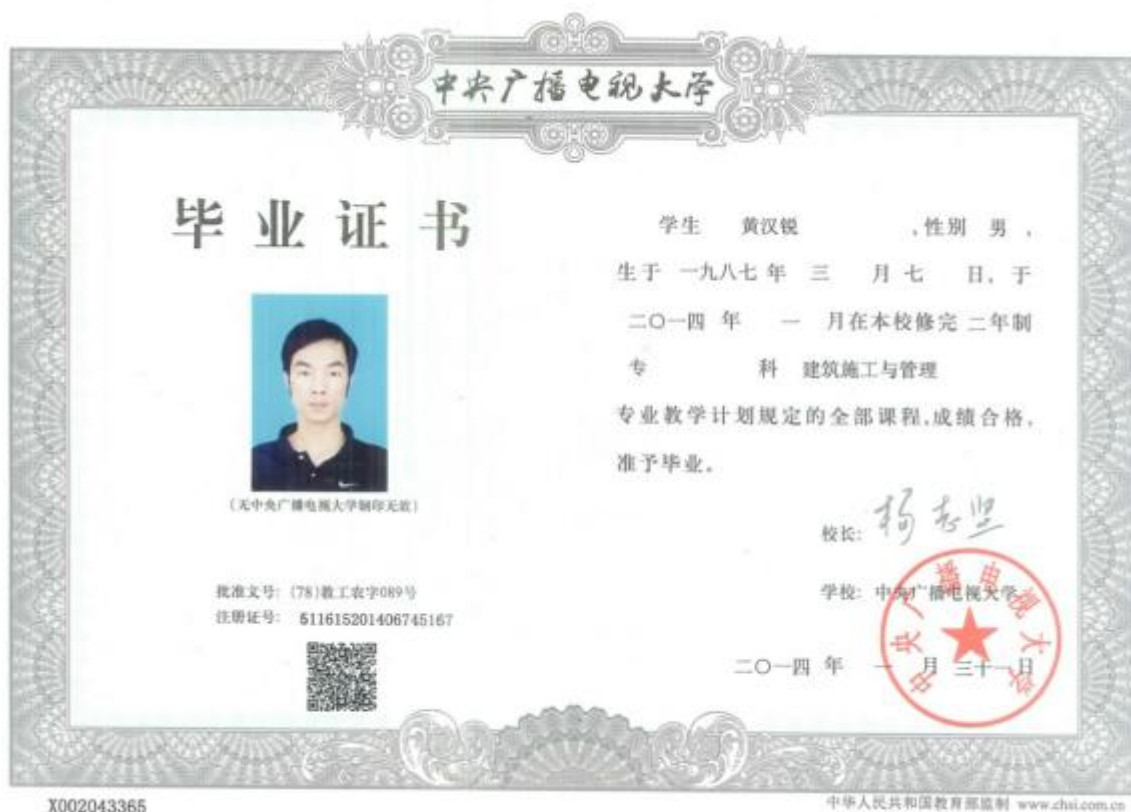 中央广播电视大学
毕业证书
学生 黄汉锐 ,性别 男 ,
生于 一九八七 年 三 月 七 日, 于
二〇一四 年 一 月在本校修完 二年制
专 科 建筑施工与管理
专业教学计划规定的全部课程,成绩合格,
准予毕业。
(无中央广播电视大学钢印无效)
校长: 杨志坚
批准文号: (78)教工农字089号
注册证号: 511615201406745167
学校: 中央广播电视大学
中央广播电视大学
二〇一四 年 一 月 三十一 日
X002043365
中华人民共和国教育部监制 www.chsi.com.cn